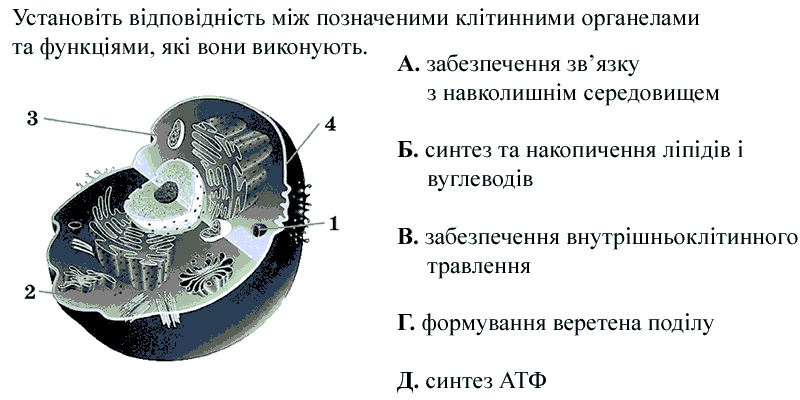 Установіть відповідність між позначеними клітинними органелами
та функціями, які вони виконують.
А. забезпечення зв’язку
з навколишнім середовищем
3
4
Б. синтез та накопичення ліпідів і
вуглеводів
1
В. забезпечення внутрішньоклітинного
травлення
2
Г. формування веретена поділу
Д. синтез АТФ